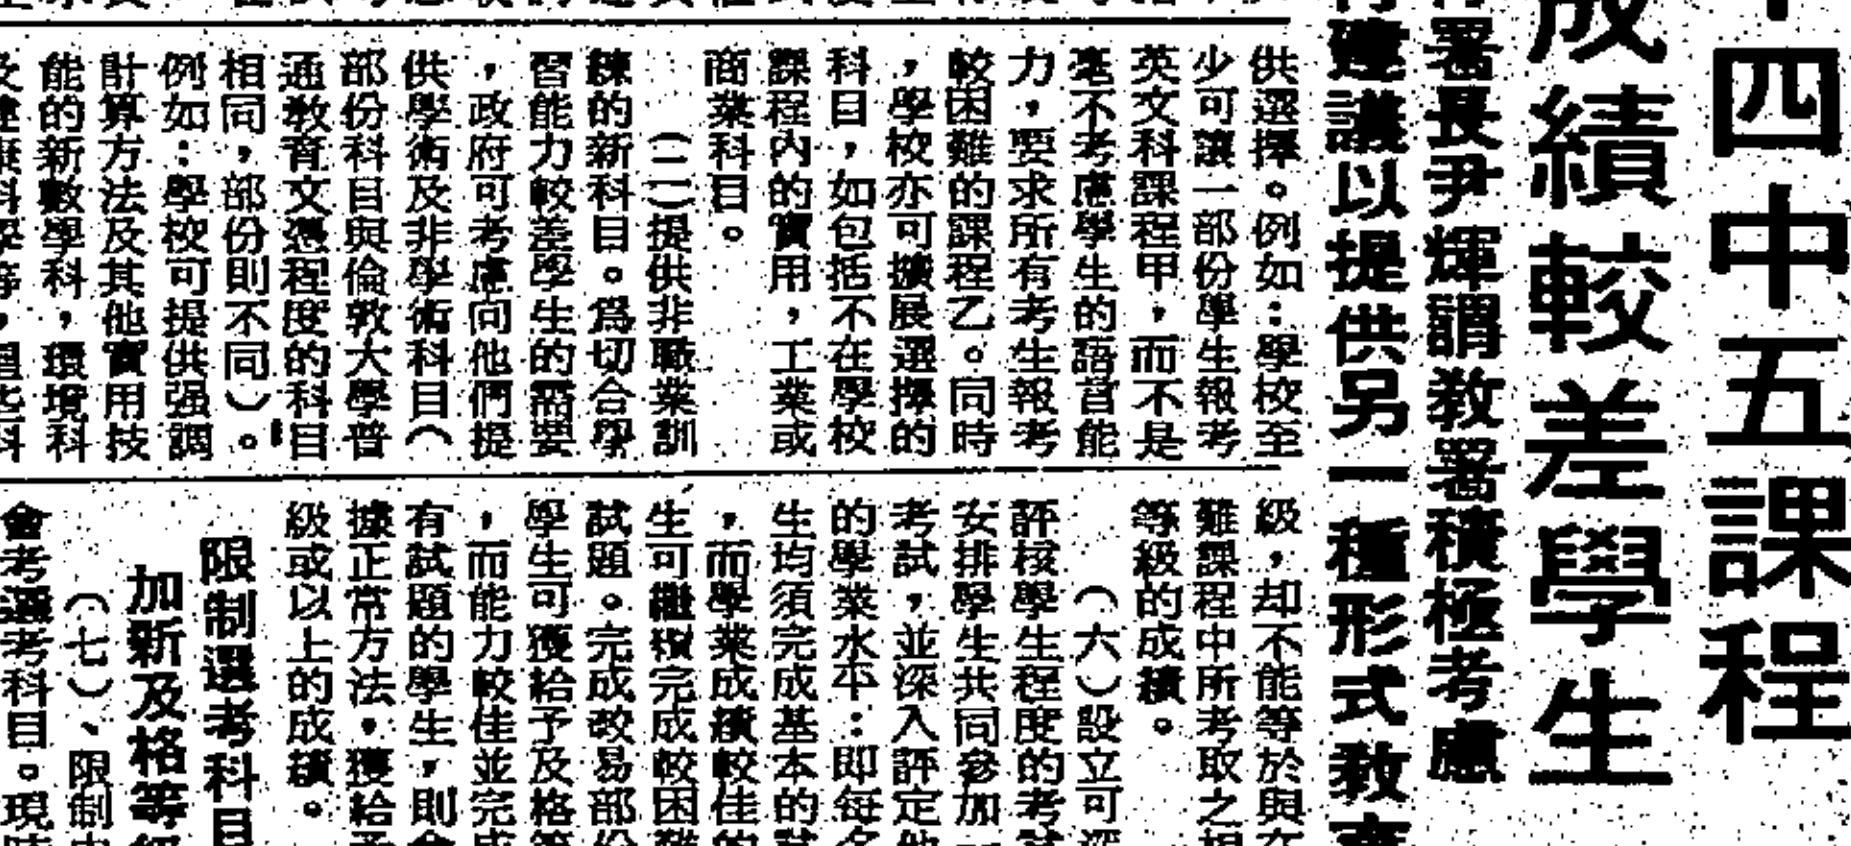 四中五課程
成績較差學生
署長尹輝謂教署積極考慮
建議以提供另一種形式教育
供選擇。例如：學校至
少可讓一部份學生報考
英文科課程甲，而不是
毫不考慮學生的語言能
力，要求所有考生報考
較困難的課程乙。同時
，學校亦可擴展選擇的
科目，如包括不在學校
課程內的實用，工業或
商業科目。
（二）提供非職業訓
練的新科目。爲切合學
習能力較差學生的需要
，政府可考慮向他們提
供學術及非學術科目（
部份科目與倫敦大學普
通教育文憑程度的科目
相同，部份則不同）。
例如：學校可提供强調
計算方法及其他實用技
能的新數學科，環境科
及健康科學等，這些科
級，却不能等於與在
難課程中所考取之相
等級的成績。
（六）設立可深
評核學生程度的考試
安排學生共同參加
考試，並深入評定他
的學業水平：即每名
生均須完成基本的試
，而學業成績較佳的
生可繼續完成較困難
試題。完成改易部份
學生可獲給予及格等
，而能力較佳並完成
有試題的學生，則會
據正常方法，獲給予
級或以上的成績。
限制選考科目
加新及格等級
（七）、限制
會考選考科目。現時